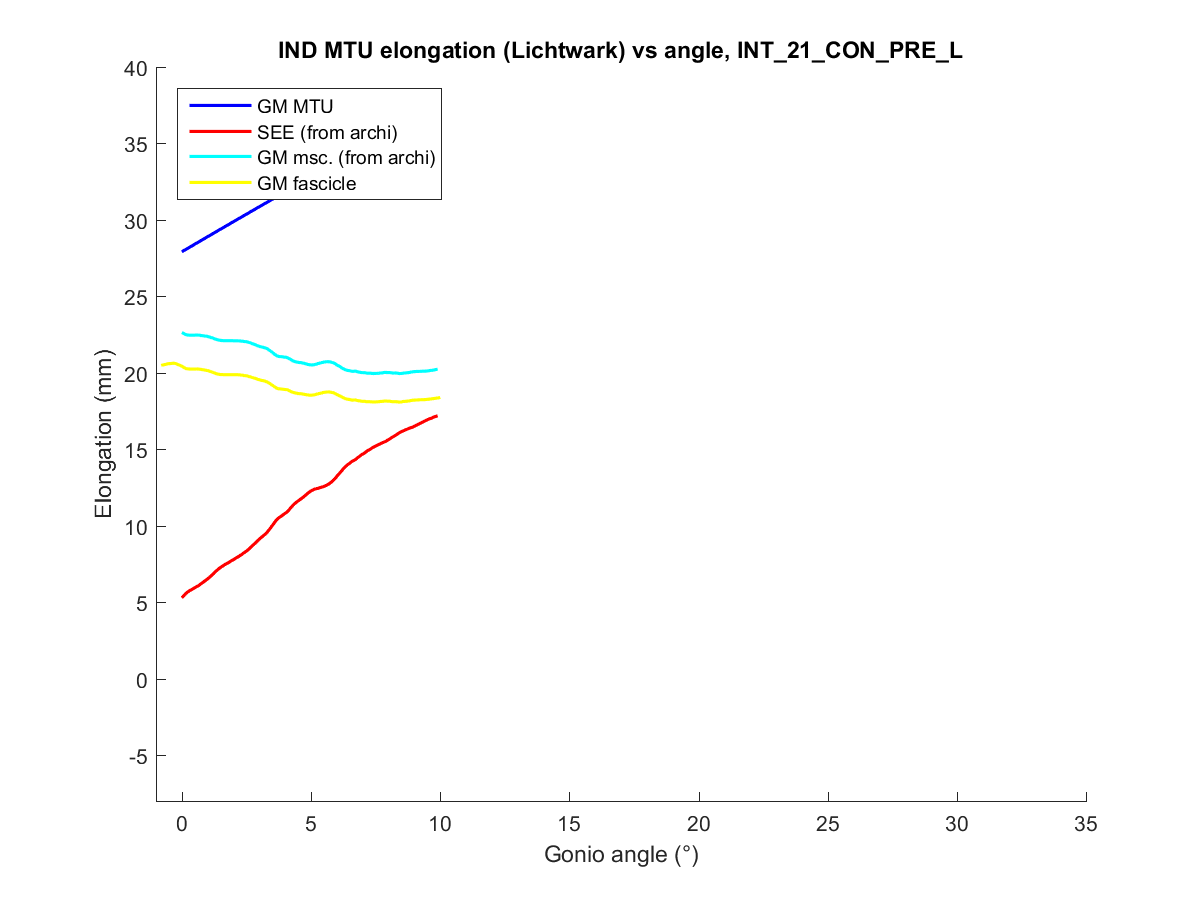 IND MTU elongation (Lichtwark) vs angle, INT_21_CON_PRE_L
40
35
30
25
20
15
10
5
0
-5
GM MTU
SEE (from archi)
GM msc. (from archi)
GM fascicle
Elongation (mm)
0 5 10 15 20 25 30 35
Gonio angle (°)